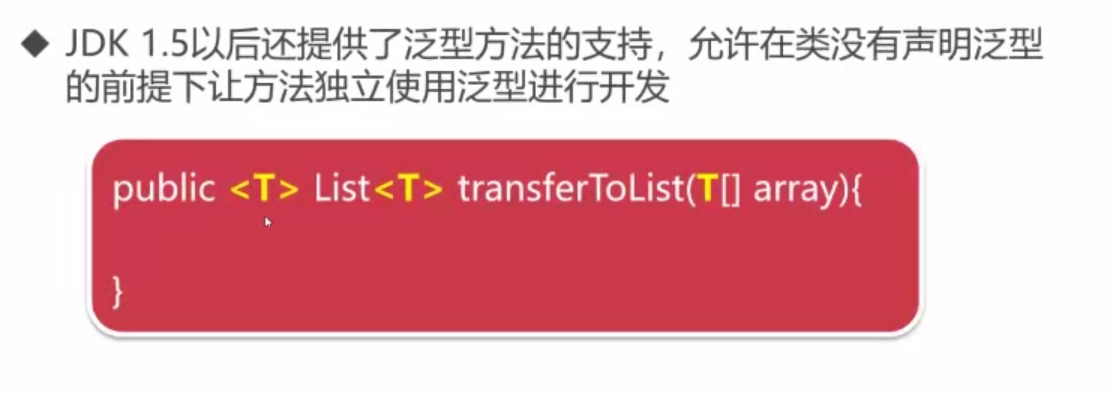 ◆ JDK 1.5以后还提供了泛型方法的支持，允许在类没有声明泛型
的前提下让方法独立使用泛型进行开发
public <T> List<T> transferToList(T[] array){
}